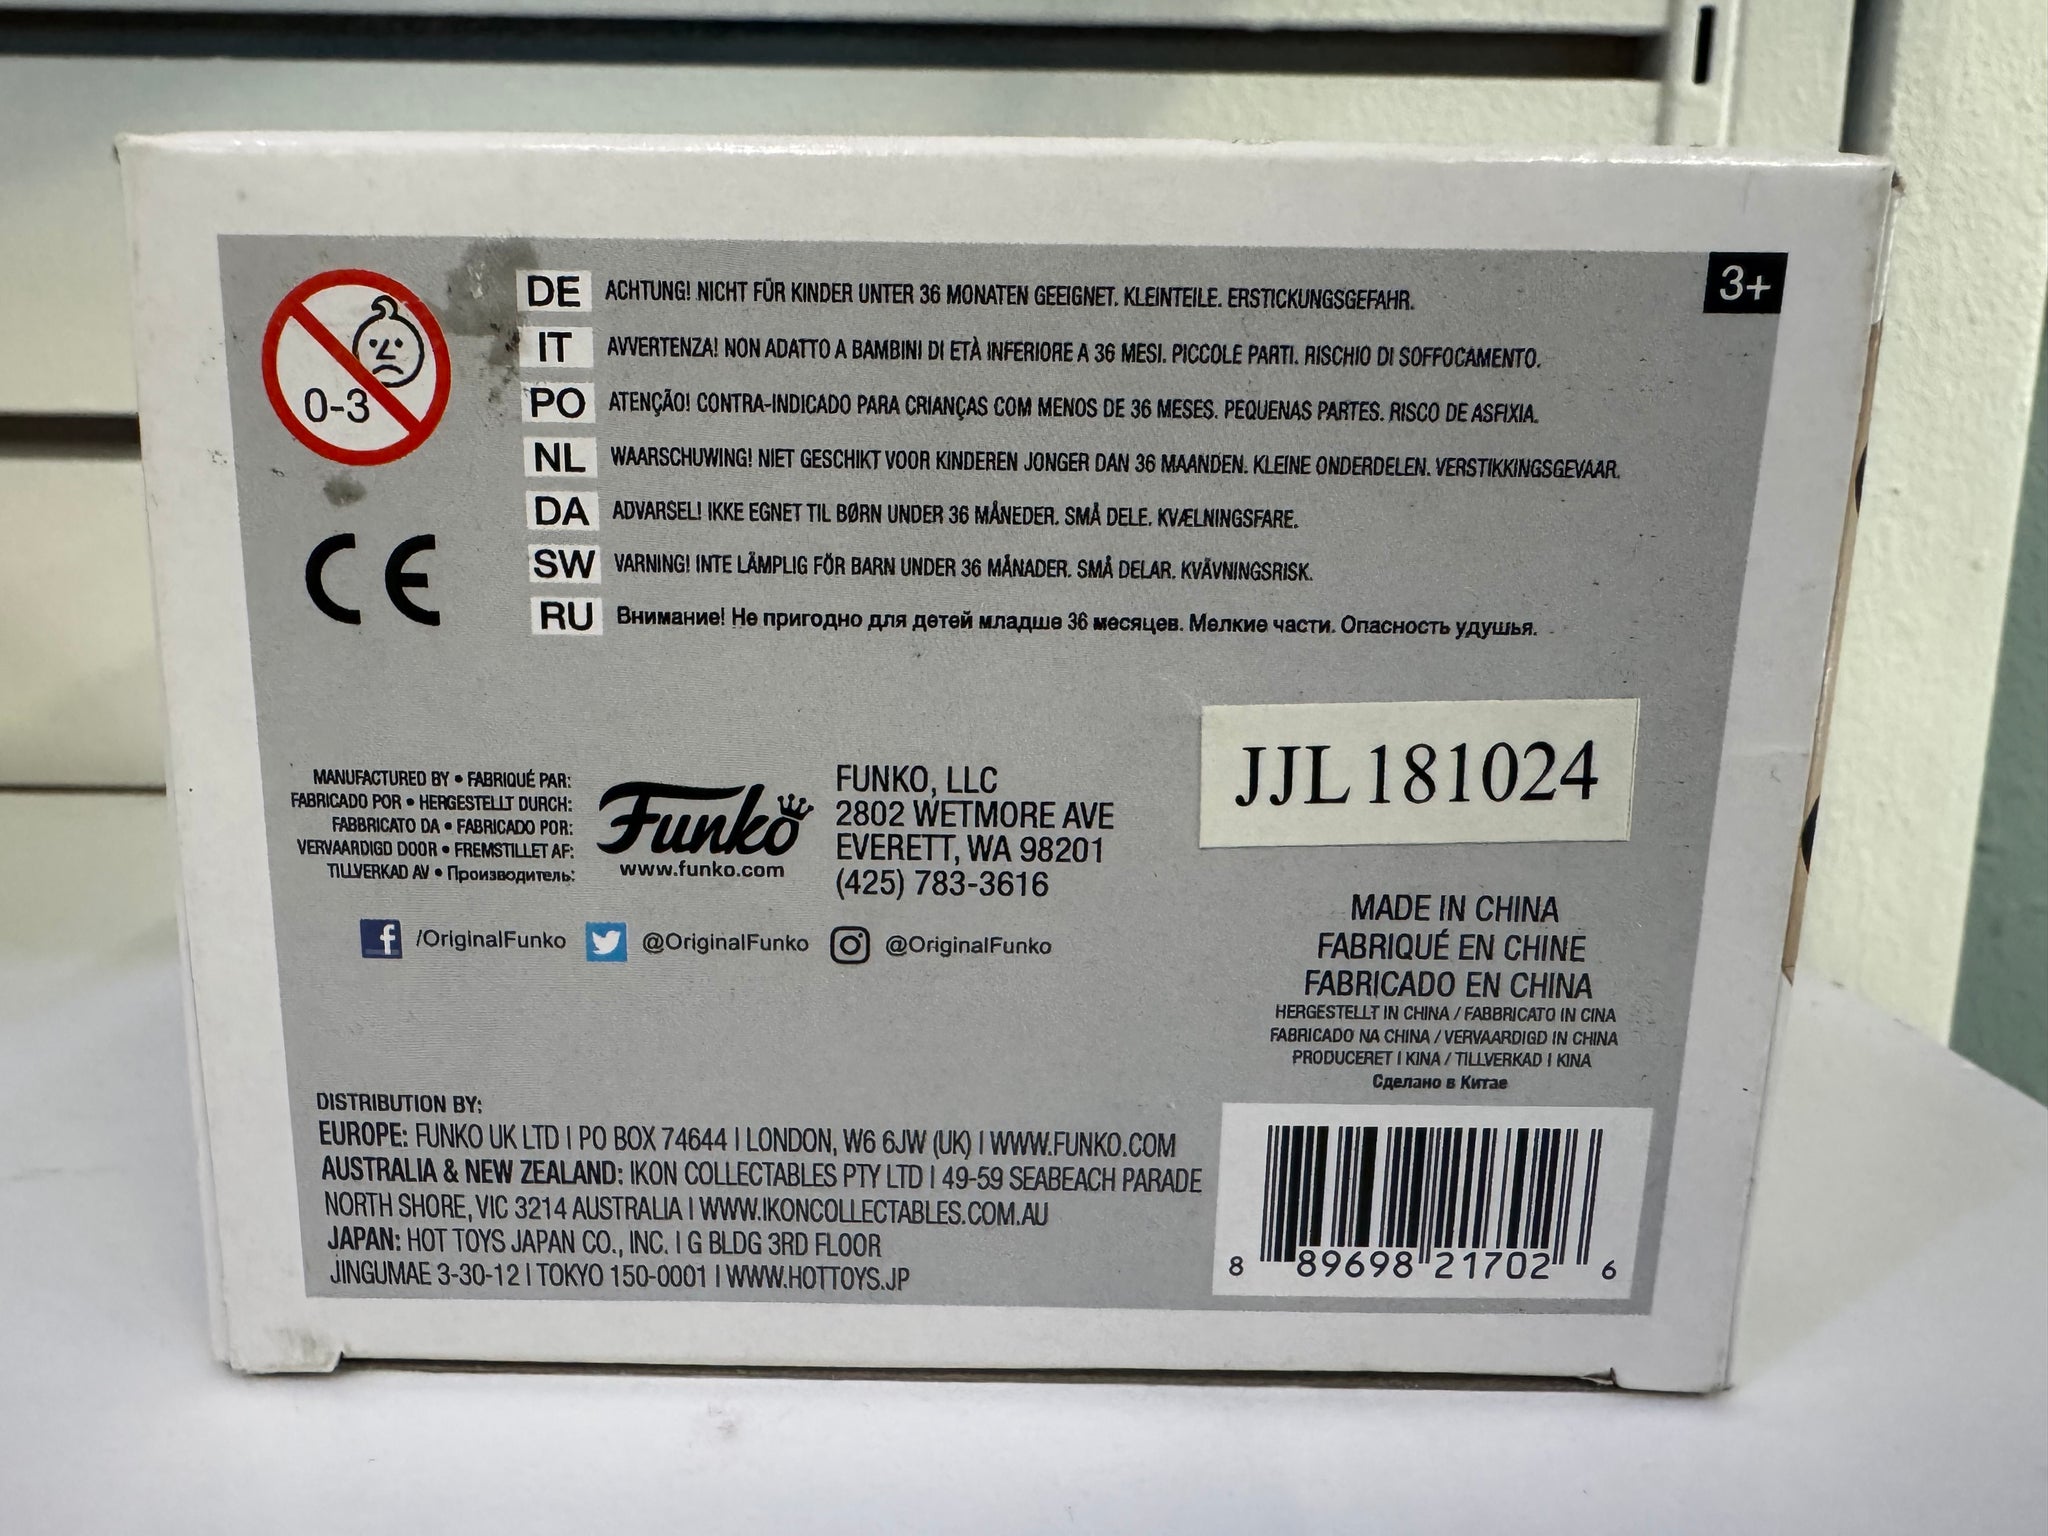 0-3
3+
DE ACHTUNG! NICHT FÜR KINDER UNTER 36 MONATEN GEEIGNET. KLEINTEILE. ERSTICKUNGSGEFAHR.
IT AVVERTENZA! NON ADATTO A BAMBINI DI ETÀ INFERIORE A 36 MESI. PICCOLE PARTI. RISCHIO DI SOFFOCAMENTO.
PO ATENÇÃO! CONTRA-INDICADO PARA CRIANÇAS COM MENOS DE 36 MESES. PEQUENAS PARTES. RISCO DE ASFIXIA.
NL WAARSCHUWING! NIET GESCHIKT VOOR KINDEREN JONGER DAN 36 MAANDEN. KLEINE ONDERDELEN. VERSTIKKINGSGEVAAR.
DA ADVARSEL! IKKE EGNET TIL BØRN UNDER 36 MÅNEDER. SMÅ DELE. KVÆLNINGSFARE.
SW VARNING! INTE LÄMPLIG FÖR BARN UNDER 36 MÅNADER. SMÅ DELAR. KVÄVNINGSRISK.
RU Внимание! Не пригодно для детей младше 36 месяцев. Мелкие части. Опасность удушья.
CE
MANUFACTURED BY • FABRIQUÉ PAR:
FABRICADO POR • HERGESTELLT DURCH:
FABBRICATO DA • FABRICADO POR:
VERVAARDIGD DOOR • FREMSTILLET AF:
TILLVERKAD AV • Производитель:
Funko
www.funko.com
FUNKO, LLC
2802 WETMORE AVE
EVERETT, WA 98201
(425) 783-3616
JJL 181024
/OriginalFunko @OriginalFunko @OriginalFunko
MADE IN CHINA
FABRIQUÉ EN CHINE
FABRICADO EN CHINA
HERGESTELLT IN CHINA / FABBRICATO IN CINA
FABRICADO NA CHINA / VERVAARDIGD IN CHINA
PRODUCERET I KINA / TILLVERKAD I KINA
Сделано в Китае
DISTRIBUTION BY:
EUROPE: FUNKO UK LTD | PO BOX 74644 | LONDON, W6 6JW (UK) | WWW.FUNKO.COM
AUSTRALIA & NEW ZEALAND: IKON COLLECTABLES PTY LTD | 49-59 SEABEACH PARADE
NORTH SHORE, VIC 3214 AUSTRALIA | WWW.IKONCOLLECTABLES.COM.AU
JAPAN: HOT TOYS JAPAN CO., INC. | G BLDG 3RD FLOOR
JINGUMAE 3-30-12 | TOKYO 150-0001 | WWW.HOTTOYS.JP
8 89698 21702 6